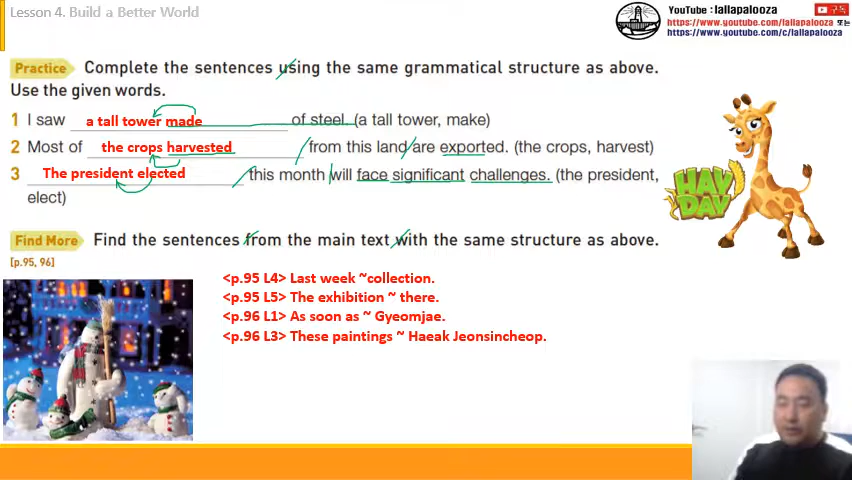 Lesson 4. Build a Better World
YouTube : lallapalooza
구독
https://www.youtube.com/lallapalooza 또는
https://www.youtube.com/c/lallapalooza
Practice Complete the sentences using the same grammatical structure as above.
Use the given words.
1 I saw a tall tower made of steel. (a tall tower, make)
2 Most of the crops harvested from this land are exported. (the crops, harvest)
3 The president elected this month will face significant challenges. (the president,
elect)
HAY
DAY
Find More Find the sentences from the main text with the same structure as above.
[p.95, 96]
<p.95 L4> Last week ~collection.
<p.95 L5> The exhibition ~ there.
<p.96 L1> As soon as ~ Gyeomjae.
<p.96 L3> These paintings ~ Haeak Jeonsincheop.